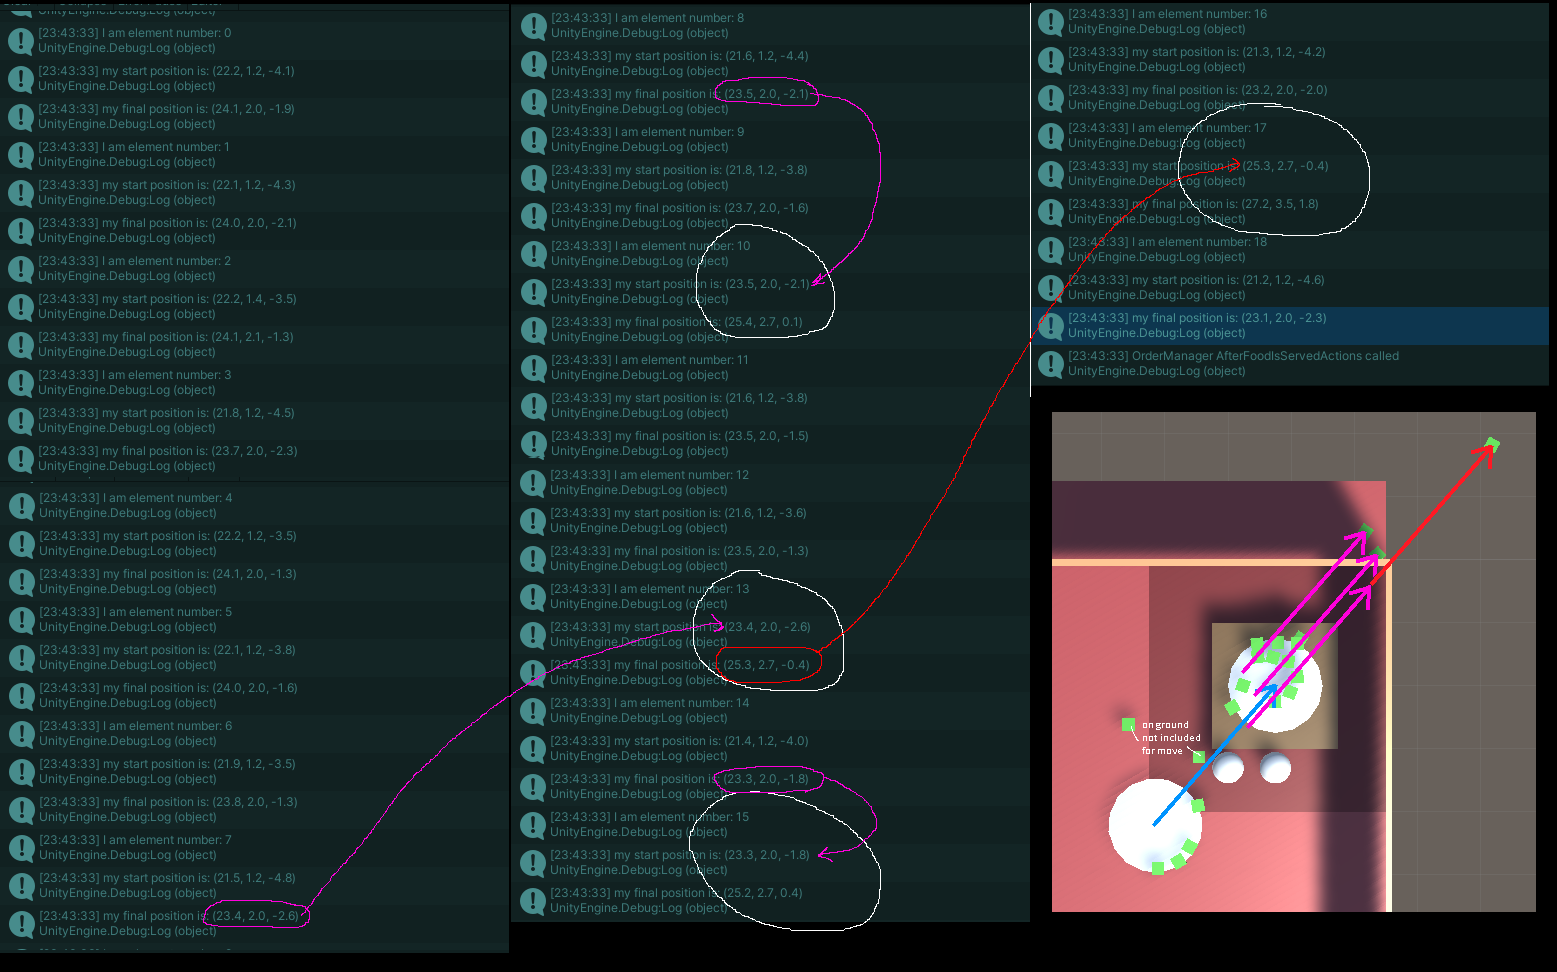 UnityEngine.Debug:Log (object)
[23:43:33] I am element number: 0
UnityEngine.Debug:Log (object)
[23:43:33] my start position is: (22.2, 1.2, -4.1)
UnityEngine.Debug:Log (object)
[23:43:33] my final position is: (24.1, 2.0, -1.9)
UnityEngine.Debug:Log (object)
[23:43:33] I am element number: 1
UnityEngine.Debug:Log (object)
[23:43:33] my start position is: (22.1, 1.2, -4.3)
UnityEngine.Debug:Log (object)
[23:43:33] my final position is: (24.0, 2.0, -2.1)
UnityEngine.Debug:Log (object)
[23:43:33] I am element number: 2
UnityEngine.Debug:Log (object)
[23:43:33] my start position is: (22.2, 1.4, -3.5)
UnityEngine.Debug:Log (object)
[23:43:33] my final position is: (24.1, 2.1, -1.3)
UnityEngine.Debug:Log (object)
[23:43:33] I am element number: 3
UnityEngine.Debug:Log (object)
[23:43:33] my start position is: (21.8, 1.2, -4.5)
UnityEngine.Debug:Log (object)
[23:43:33] my final position is: (23.7, 2.0, -2.3)
UnityEngine.Debug:Log (object)
[23:43:33] I am element number: 4
UnityEngine.Debug:Log (object)
[23:43:33] my start position is: (22.2, 1.2, -3.5)
UnityEngine.Debug:Log (object)
[23:43:33] my final position is: (24.1, 2.0, -1.3)
UnityEngine.Debug:Log (object)
[23:43:33] I am element number: 5
UnityEngine.Debug:Log (object)
[23:43:33] my start position is: (22.1, 1.2, -3.8)
UnityEngine.Debug:Log (object)
[23:43:33] my final position is: (24.0, 2.0, -1.6)
UnityEngine.Debug:Log (object)
[23:43:33] I am element number: 6
UnityEngine.Debug:Log (object)
[23:43:33] my start position is: (21.9, 1.2, -3.5)
UnityEngine.Debug:Log (object)
[23:43:33] my final position is: (23.8, 2.0, -1.3)
UnityEngine.Debug:Log (object)
[23:43:33] I am element number: 7
UnityEngine.Debug:Log (object)
[23:43:33] my start position is: (21.5, 1.2, -4.8)
UnityEngine.Debug:Log (object)
[23:43:33] my final position is: (23.4, 2.0, -2.6)
UnityEngine.Debug:Log (object)
[23:43:33] I am element number: 8
UnityEngine.Debug:Log (object)
[23:43:33] my start position is: (21.6, 1.2, -4.4)
UnityEngine.Debug:Log (object)
[23:43:33] my final position is: (23.5, 2.0, -2.1)
UnityEngine.Debug:Log (object)
[23:43:33] I am element number: 9
UnityEngine.Debug:Log (object)
[23:43:33] my start position is: (21.8, 1.2, -3.8)
UnityEngine.Debug:Log (object)
[23:43:33] my final position is: (23.7, 2.0, -1.6)
UnityEngine.Debug:Log (object)
[23:43:33] I am element number: 10
UnityEngine.Debug:Log (object)
[23:43:33] my start position is: (23.5, 2.0, -2.1)
UnityEngine.Debug:Log (object)
[23:43:33] my final position is: (25.4, 2.7, 0.1)
UnityEngine.Debug:Log (object)
[23:43:33] I am element number: 11
UnityEngine.Debug:Log (object)
[23:43:33] my start position is: (21.6, 1.2, -3.8)
UnityEngine.Debug:Log (object)
[23:43:33] my final position is: (23.5, 2.0, -1.5)
UnityEngine.Debug:Log (object)
[23:43:33] I am element number: 12
UnityEngine.Debug:Log (object)
[23:43:33] my start position is: (21.6, 1.2, -3.6)
UnityEngine.Debug:Log (object)
[23:43:33] my final position is: (23.5, 2.0, -1.3)
UnityEngine.Debug:Log (object)
[23:43:33] I am element number: 13
UnityEngine.Debug:Log (object)
[23:43:33] my start position is: (23.4, 2.0, -2.6)
UnityEngine.Debug:Log (object)
[23:43:33] my final position is: (25.3, 2.7, -0.4)
UnityEngine.Debug:Log (object)
[23:43:33] I am element number: 14
UnityEngine.Debug:Log (object)
[23:43:33] my start position is: (21.4, 1.2, -4.0)
UnityEngine.Debug:Log (object)
[23:43:33] my final position is: (23.3, 2.0, -1.8)
UnityEngine.Debug:Log (object)
[23:43:33] I am element number: 15
UnityEngine.Debug:Log (object)
[23:43:33] my start position is: (23.3, 2.0, -1.8)
UnityEngine.Debug:Log (object)
[23:43:33] my final position is: (25.2, 2.7, 0.4)
UnityEngine.Debug:Log (object)
[23:43:33] I am element number: 16
UnityEngine.Debug:Log (object)
[23:43:33] my start position is: (21.3, 1.2, -4.2)
UnityEngine.Debug:Log (object)
[23:43:33] my final position is: (23.2, 2.0, -2.0)
UnityEngine.Debug:Log (object)
[23:43:33] I am element number: 17
UnityEngine.Debug:Log (object)
[23:43:33] my start position is: (25.3, 2.7, -0.4)
UnityEngine.Debug:Log (object)
[23:43:33] my final position is: (27.2, 3.5, 1.8)
UnityEngine.Debug:Log (object)
[23:43:33] I am element number: 18
UnityEngine.Debug:Log (object)
[23:43:33] my start position is: (21.2, 1.2, -4.6)
UnityEngine.Debug:Log (object)
[23:43:33] my final position is: (23.1, 2.0, -2.3)
UnityEngine.Debug:Log (object)
[23:43:33] OrderManager AfterFoodIsServedActions called
UnityEngine.Debug:Log (object)
on ground
not included
for move